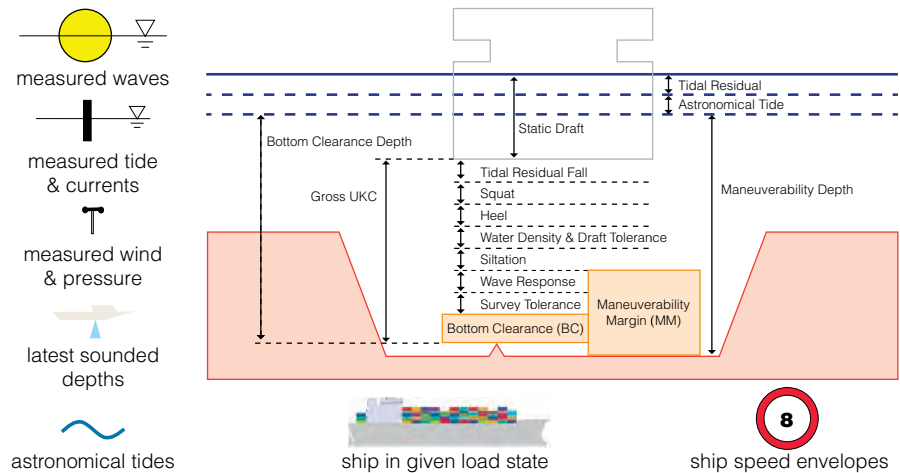 measured waves
measured tide
& currents
measured wind
& pressure
latest sounded
depths
astronomical tides
Tidal Residual
Astronomical Tide
Static Draft
Bottom Clearance Depth
Tidal Residual Fall
Gross UKC
Squat
Maneuverability Depth
Heel
Water Density & Draft Tolerance
Siltation
Wave Response
Survey Tolerance
Maneuverability
Margin (MM)
Bottom Clearance (BC)
ship in given load state
8
ship speed envelopes